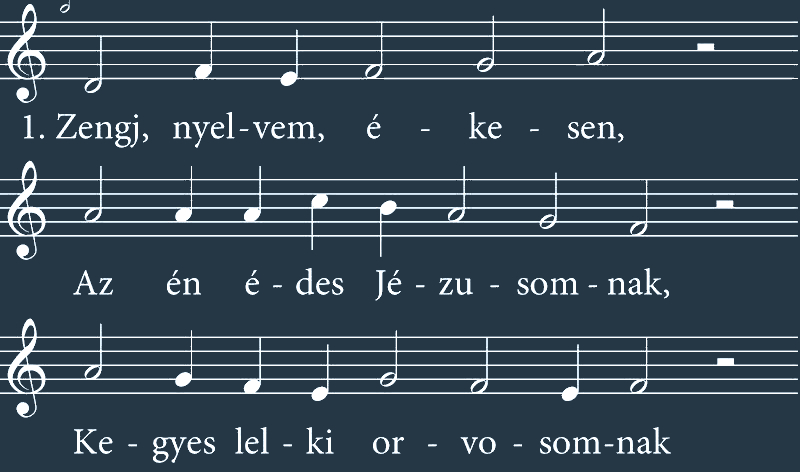 1. Zengj, nyel-vem, é - ke - sen,
Az én é - des Jé - zu - som - nak,
Ke - gyes lel - ki or - vo - som-nak